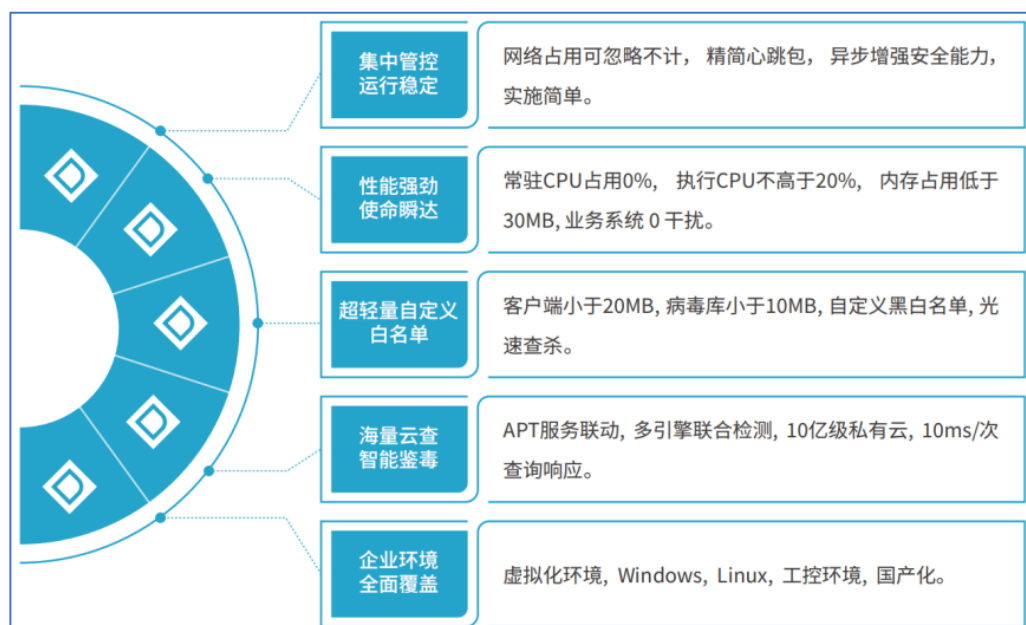 集中管控
运行稳定
网络占用可忽略不计， 精简心跳包， 异步增强安全能力，
实施简单。
性能强劲
使命瞬达
常驻CPU占用0%， 执行CPU不高于20%， 内存占用低于
30MB, 业务系统 0 干扰。
超轻量自定义
白名单
客户端小于20MB, 病毒库小于10MB, 自定义黑白名单, 光
速查杀。
海量云查
智能鉴毒
APT服务联动, 多引擎联合检测, 10亿级私有云, 10ms/次
查询响应。
企业环境
全面覆盖
虚拟化环境, Windows, Linux, 工控环境, 国产化。